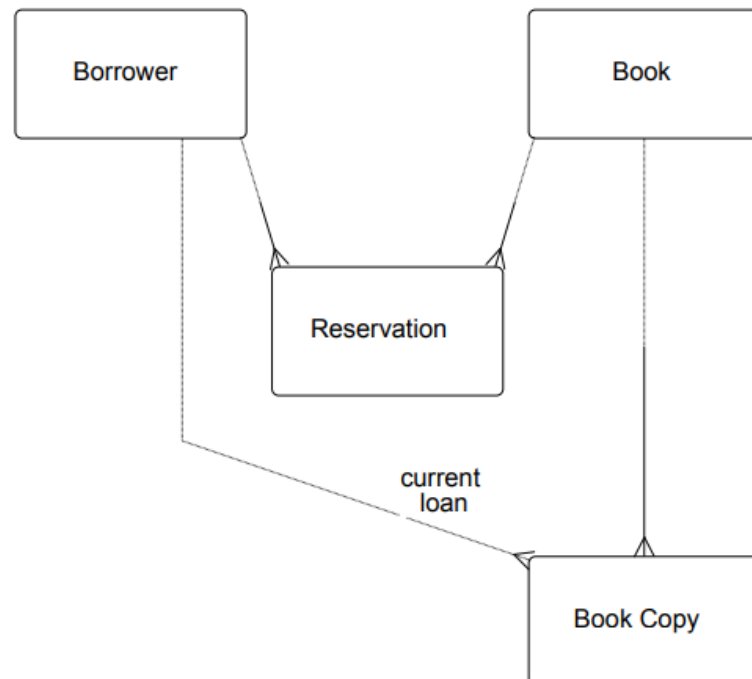 Borrower
Book
Reservation
current
loan
Book Copy